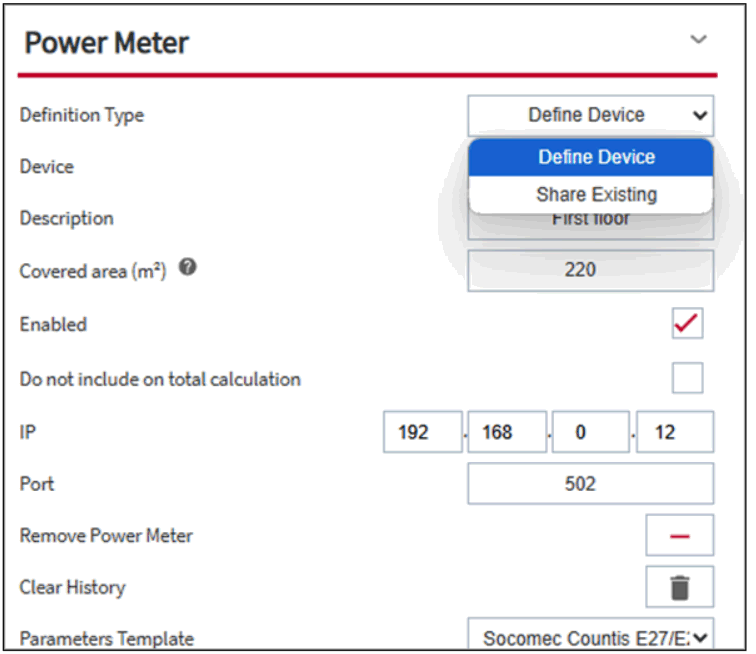 Power Meter
Definition Type Define Device
Define Device
Device
Share Existing
Description First floor
Covered area (m²) ? 220
Enabled
Do not include on total calculation
IP 192 . 168 . 0 . 12
Port 502
Remove Power Meter
Clear History
Parameters Template Socomec Countis E27/E